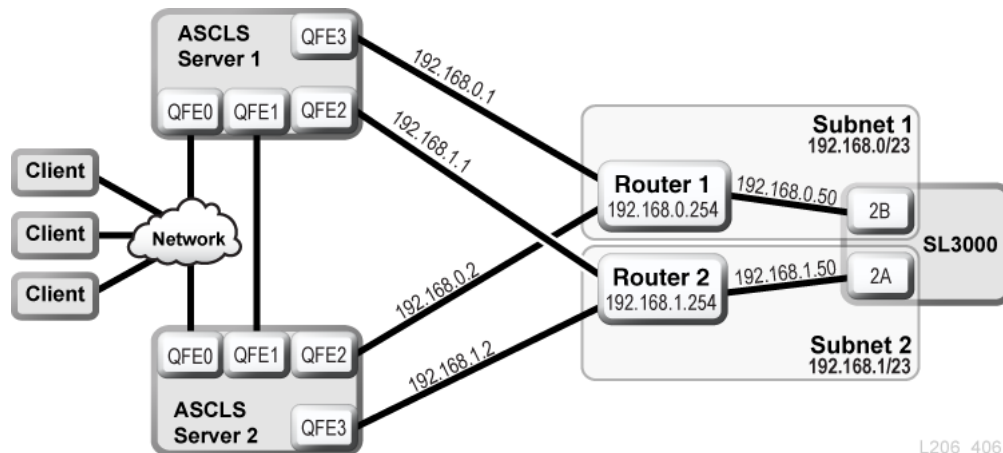 ASCLS
Server 1
QFE3
QFE0
QFE1
QFE2
192.168.0.1
192.168.1.1
Client
Client
Client
Network
Subnet 1
192.168.0/23
Router 1
192.168.0.254
192.168.0.50
2B
SL3000
Router 2
192.168.1.254
192.168.1.50
2A
Subnet 2
192.168.1/23
192.168.0.2
192.168.1.2
QFE0
QFE1
QFE2
ASCLS
Server 2
QFE3
L206_406